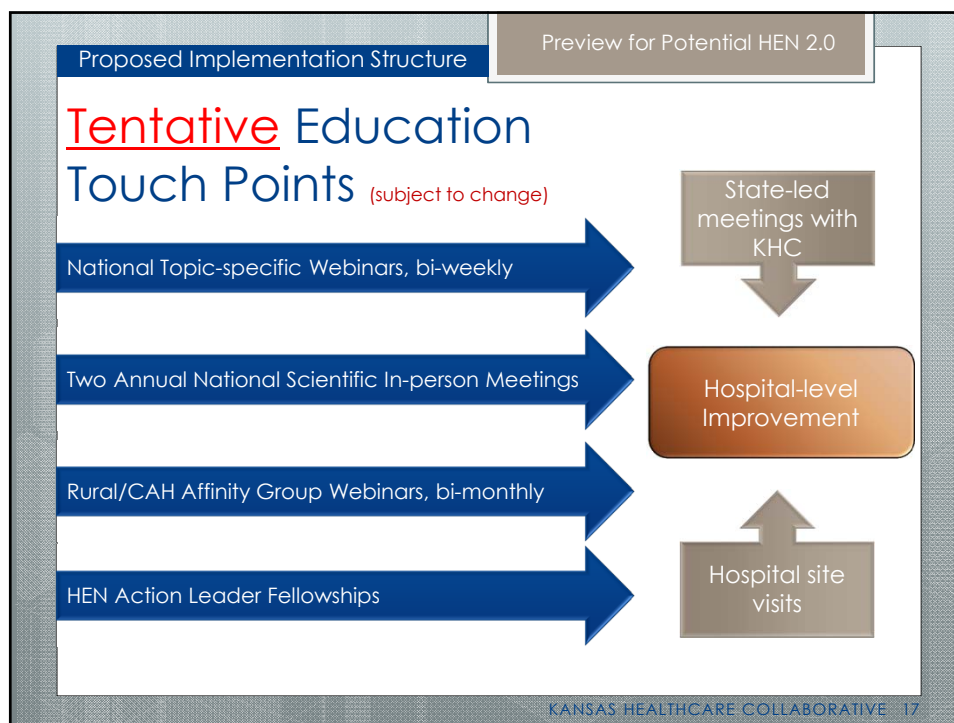 Proposed Implementation Structure
Preview for Potential HEN 2.0
Tentative Education
Touch Points (subject to change)
National Topic-specific Webinars, bi-weekly
Two Annual National Scientific In-person Meetings
Rural/CAH Affinity Group Webinars, bi-monthly
HEN Action Leader Fellowships
State-led
meetings with
KHC
Hospital-level
Improvement
Hospital site
visits
KANSAS HEALTHCARE COLLABORATIVE 17